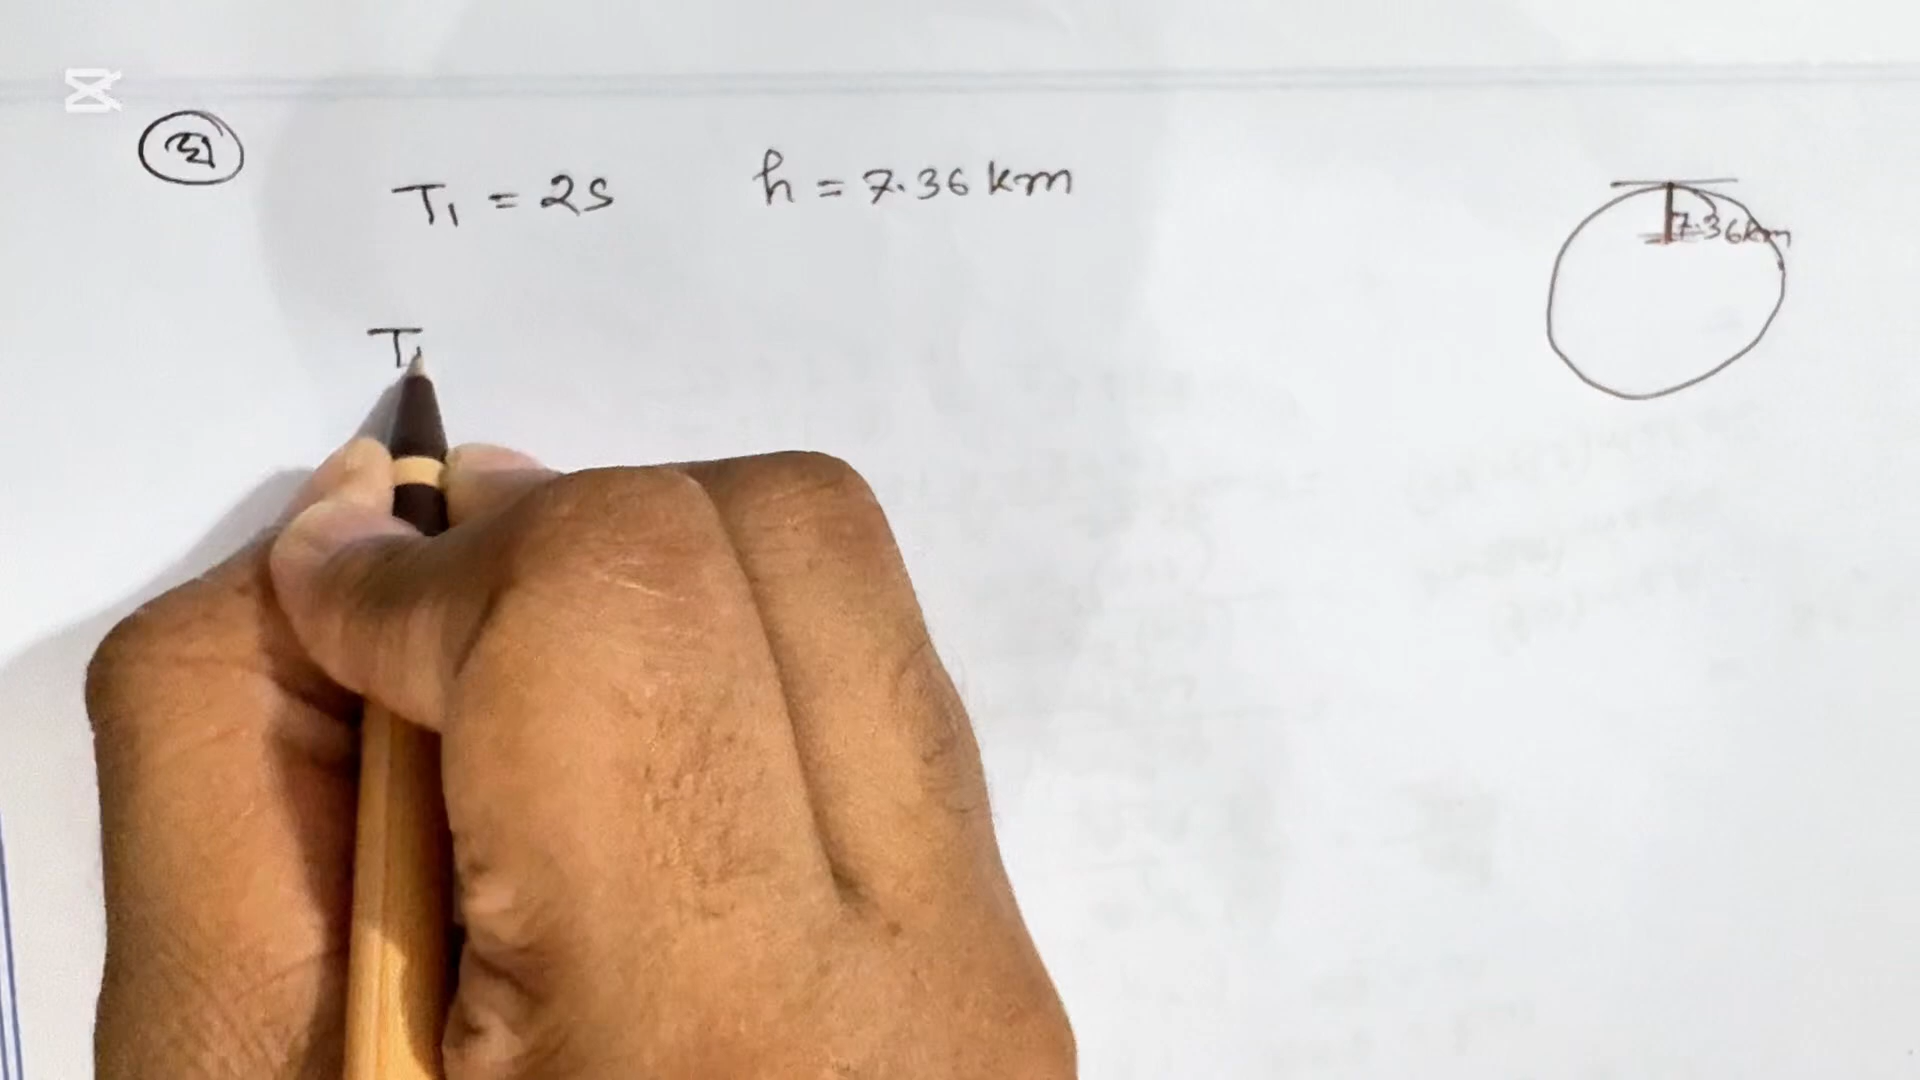 ঘ
T₁ = 2s h = 7.36 km
7.36km
T₁